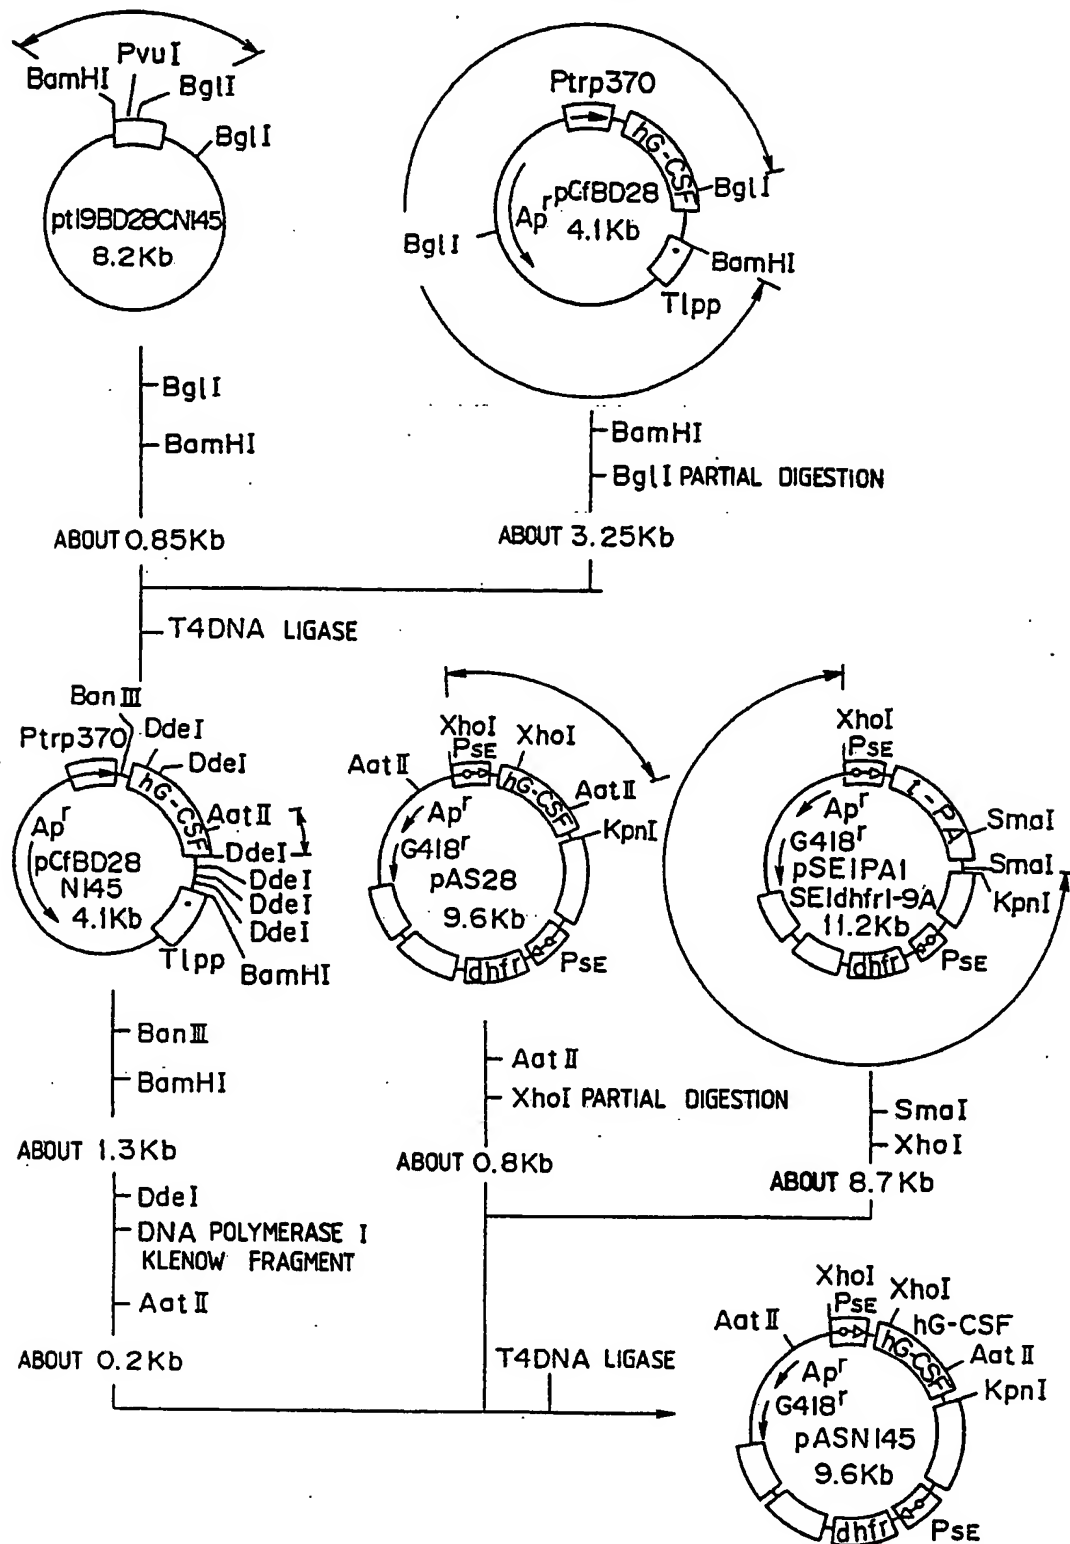 PvuI
BamHI
BglI
BglI
pt19BD28CN145
8.2Kb
Ptrp370
hG-CSF
BglI
Apr
pCfBD28
4.1Kb
BglI
BamHI
Tlpp
BglI
BamHI
ABOUT 0.85Kb
BamHI
BglI PARTIAL DIGESTION
ABOUT 3.25Kb
T4DNA LIGASE
BanIII
Ptrp370
DdeI
DdeI
hG-CSF
AatII
DdeI
DdeI
DdeI
DdeI
Apr
pCfBD28
N145
4.1Kb
Tlpp
BamHI
XhoI
PSE
XhoI
AatII
hG-CSF
AatII
KpnI
Apr
G418r
pAS28
9.6Kb
dhfr
PSE
XhoI
PSE
t-PA
SmaI
SmaI
KpnI
Apr
G418r
pSE1PA1
SE1dhfr1-9A
11.2Kb
dhfr
PSE
BanIII
BamHI
ABOUT 1.3Kb
DdeI
DNA POLYMERASE I
KLENOW FRAGMENT
AatII
ABOUT 0.2Kb
AatII
XhoI PARTIAL DIGESTION
ABOUT 0.8Kb
SmaI
XhoI
ABOUT 8.7Kb
T4DNA LIGASE
XhoI
PSE
XhoI
hG-CSF
AatII
hG-CSF
AatII
KpnI
Apr
G418r
pASN145
9.6Kb
dhfr
PSE